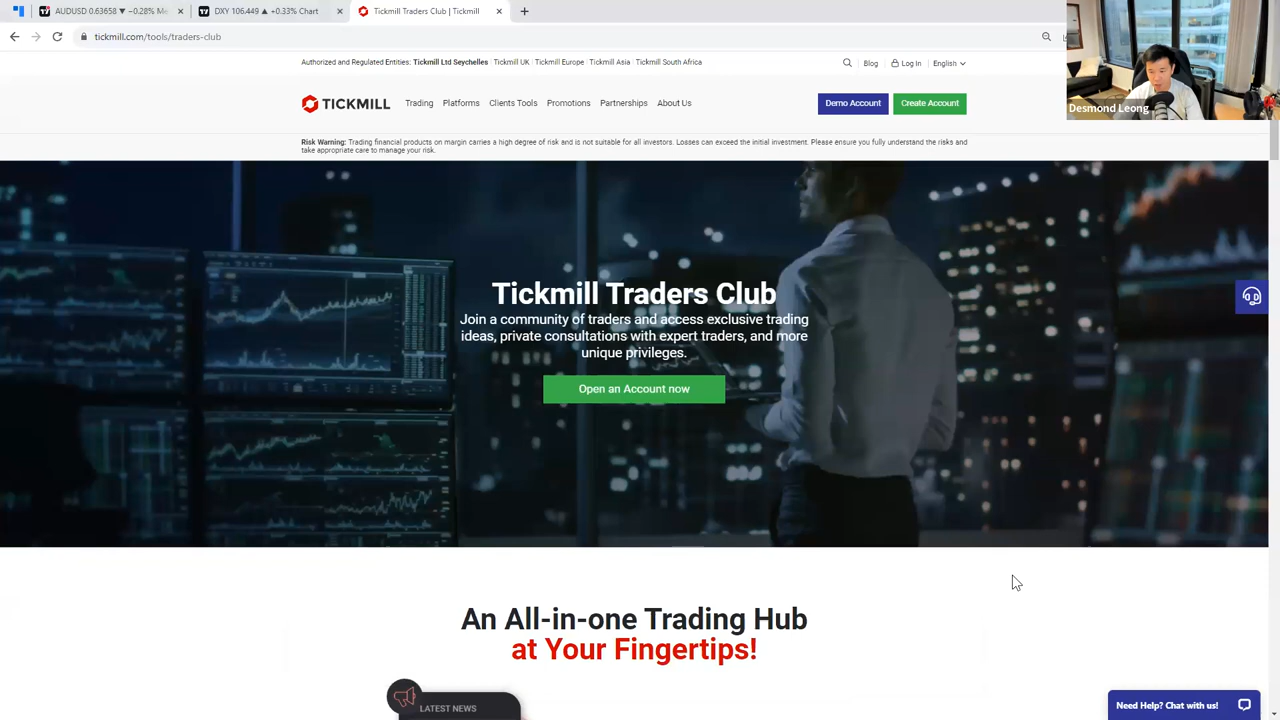 AUDUSD 0.63658 ▼ −0.28% Me
DXY 106.449 ▲ +0.33% Chart
Tickmill Traders Club | Tickmill
tickmill.com/tools/traders-club
Authorized and Regulated Entities: Tickmill Ltd Seychelles | Tickmill UK | Tickmill Europe | Tickmill Asia | Tickmill South Africa
Blog Log In English
TICKMILL Trading Platforms Clients Tools Promotions Partnerships About Us Demo Account Create Account
Desmond Leong
Risk Warning: Trading financial products on margin carries a high degree of risk and is not suitable for all investors. Losses can exceed the initial investment. Please ensure you fully understand the risks and
take appropriate care to manage your risk.
Tickmill Traders Club
Join a community of traders and access exclusive trading
ideas, private consultations with expert traders, and more
unique privileges.
Open an Account now
An All-in-one Trading Hub
at Your Fingertips!
LATEST NEWS
Need Help? Chat with us!